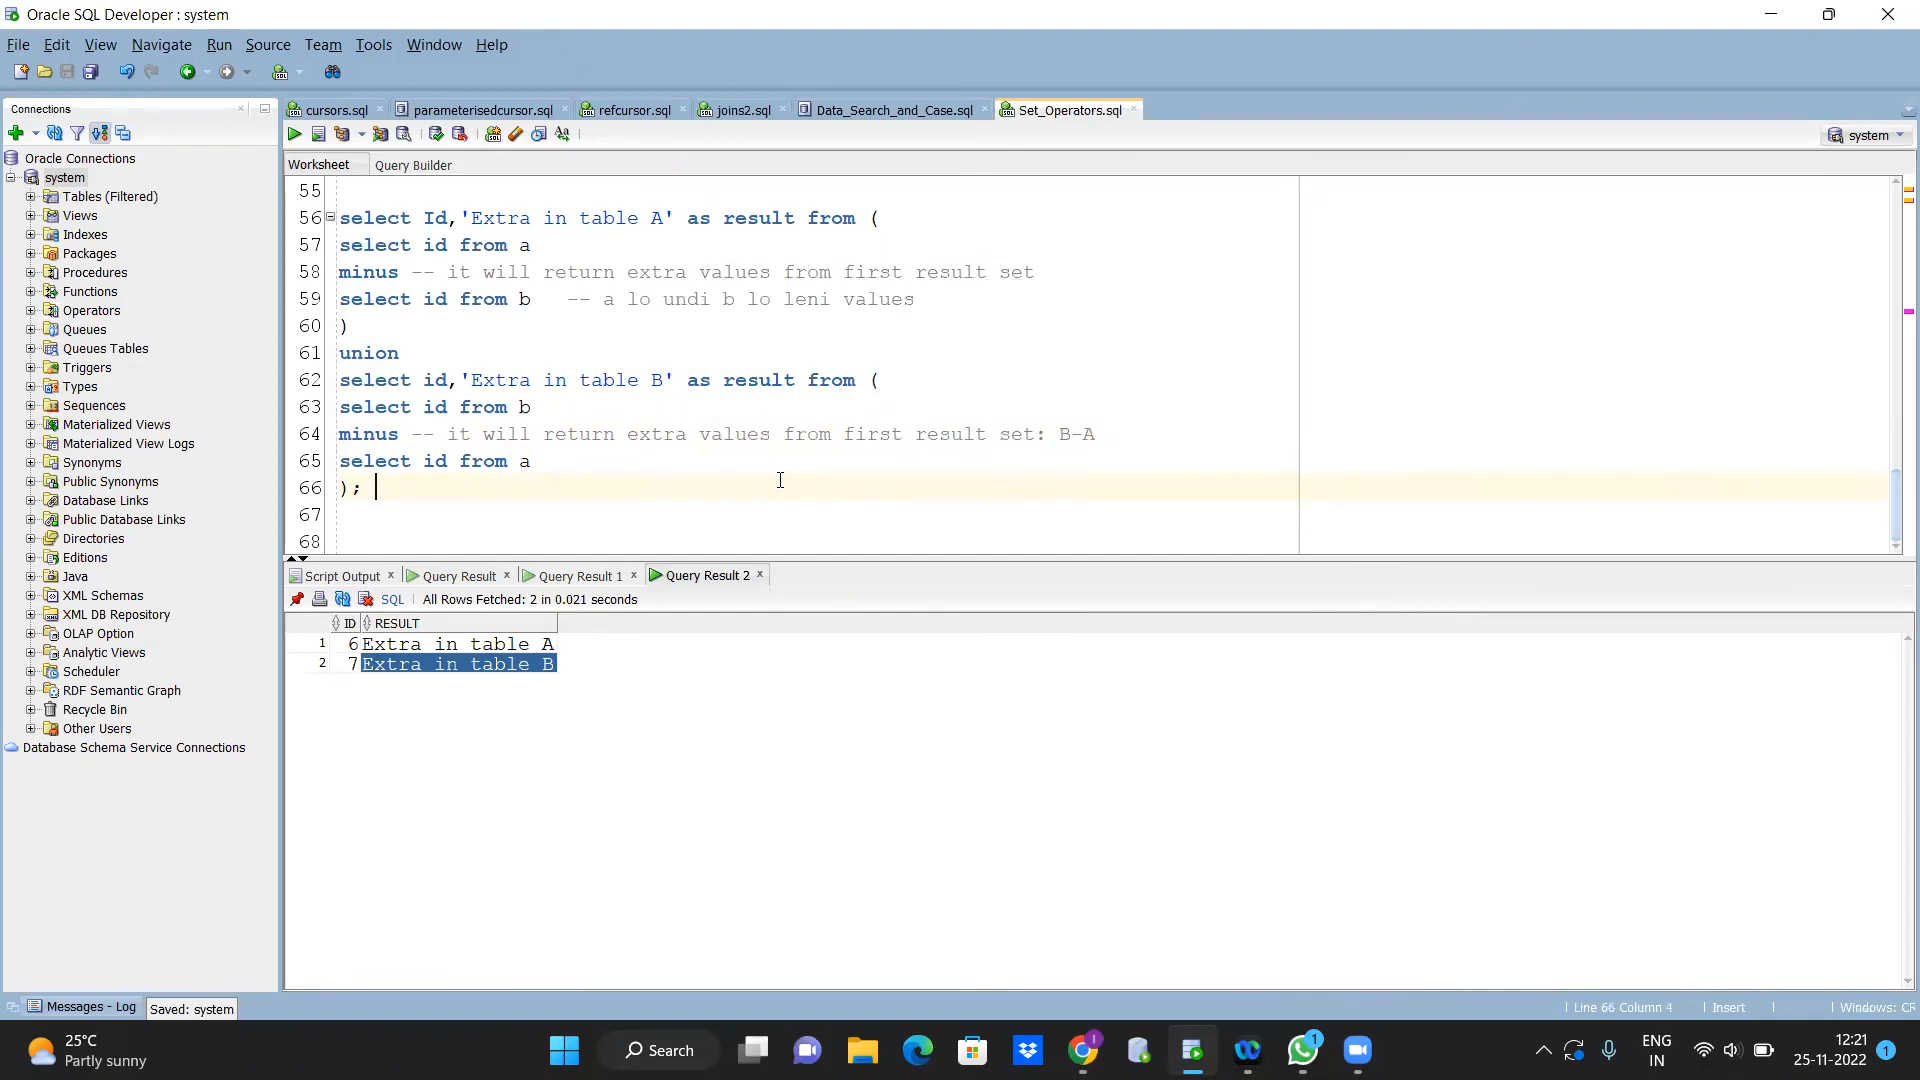 Oracle SQL Developer : system
File Edit View Navigate Run Source Team Tools Window Help
Connections
cursors.sql parameterisedcursor.sql refcursor.sql joins2.sql Data_Search_and_Case.sql Set_Operators.sql
system
Worksheet Query Builder
Oracle Connections
system
Tables (Filtered)
Views
Indexes
Packages
Procedures
Functions
Operators
Queues
Queues Tables
Triggers
Types
Sequences
Materialized Views
Materialized View Logs
Synonyms
Public Synonyms
Database Links
Public Database Links
Directories
Editions
Java
XML Schemas
XML DB Repository
OLAP Option
Analytic Views
Scheduler
RDF Semantic Graph
Recycle Bin
Other Users
Database Schema Service Connections
55
56 select Id,'Extra in table A' as result from (
57 select id from a
58 minus -- it will return extra values from first result set
59 select id from b   -- a lo undi b lo leni values
60 )
61 union
62 select id,'Extra in table B' as result from (
63 select id from b
64 minus -- it will return extra values from first result set: B-A
65 select id from a
66 );
67
68
Script Output Query Result Query Result 1 Query Result 2
SQL All Rows Fetched: 2 in 0.021 seconds
ID RESULT
1 6 Extra in table A
2 7 Extra in table B
Messages - Log Saved: system
Line 66 Column 4 Insert Windows: CR
25°C
Partly sunny
Search
1
ENG
IN
12:21
25-11-2022
1